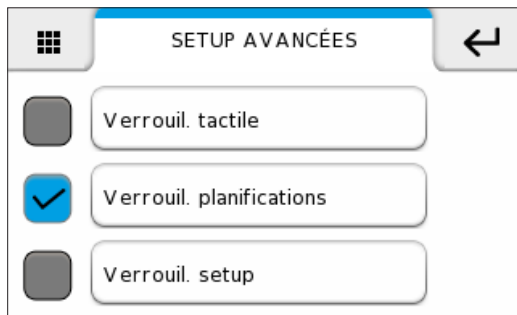 SETUP AVANCÉES
Verrouil. tactile
Verrouil. planifications
Verrouil. setup